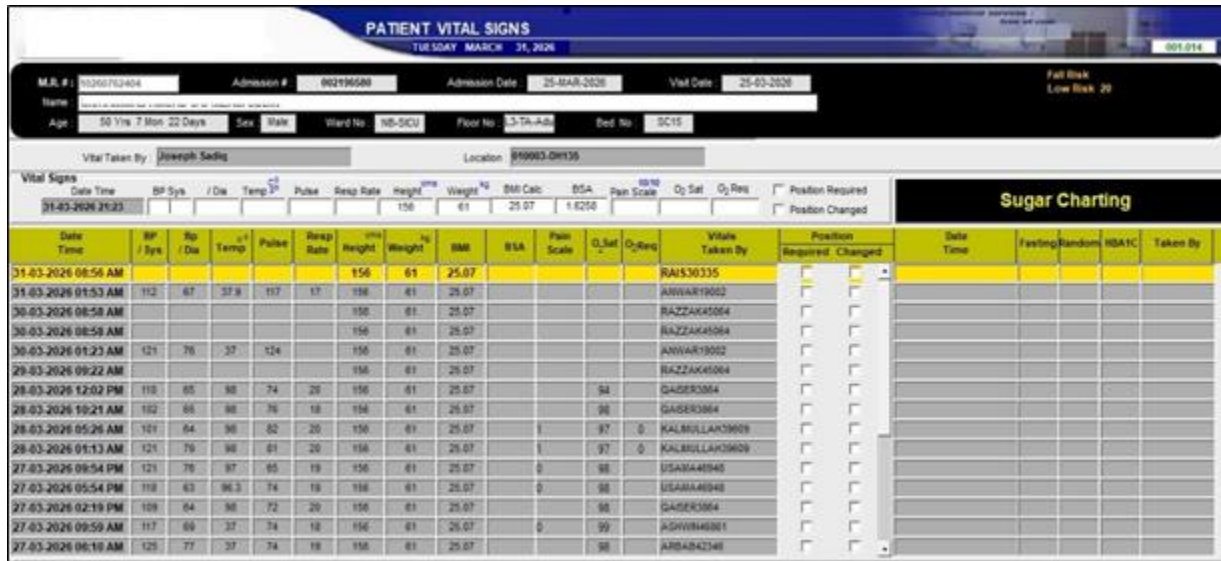 PATIENT VITAL SIGNS
TUESDAY MARCH 31, 2026
001.014
M.R. #: Admission #: 002196580 Admission Date: 25-MAR-2026 Visit Date: 25-03-2026
Fall Risk
Low Risk 20
Name
Age: 50 Yrs 7 Mon 22 Days Sex: Male Ward No: NB-SICU Floor No: Bed No: SC15
Vital Taken By: Joseph Sadiq Location 010003-DH135
Vital Signs
Date Time BP Sys / Dia Temp Pulse Resp Rate Height cms Weight kg BMI Calc BSA Pain Scale O2 Sat O2 Req Position Required
31-03-2026 21:23 156 61 25.07 1.6258 Position Changed
Sugar Charting
Date Time BP / Sys Bp / Dia Temp Pulse Resp Rate Height cms Weight kg BMI BSA Pain Scale O2Sat O2Req Vitals Taken By Position Required Changed Date Time Fasting Random HBA1C Taken By
31-03-2026 08:56 AM 156 61 25.07 RAIS30335
31-03-2026 01:53 AM 112 67 37.9 117 17 156 61 25.07 ANWAR19002
30-03-2026 08:58 AM 156 61 25.07 RAZZAK45064
30-03-2026 08:58 AM 156 61 25.07 RAZZAK45064
30-03-2026 01:23 AM 121 76 37 124 156 61 25.07 ANWAR19002
29-03-2026 09:22 AM 156 61 25.07 RAZZAK45064
28-03-2026 12:02 PM 110 65 98 74 20 156 61 25.07 94 QAISER3864
28-03-2026 10:21 AM 102 65 98 76 18 156 61 25.07 98 QAISER3864
28-03-2026 05:26 AM 101 64 98 82 20 156 61 25.07 1 97 0 KALIMULLAH39609
28-03-2026 01:13 AM 121 79 98 81 20 156 61 25.07 1 97 0 KALIMULLAH39609
27-03-2026 09:54 PM 121 76 97 65 19 156 61 25.07 0 98 USAMA46948
27-03-2026 05:54 PM 118 63 96.3 74 19 156 61 25.07 0 98 USAMA46948
27-03-2026 02:19 PM 109 64 98 72 20 156 61 25.07 98 QAISER3864
27-03-2026 09:59 AM 117 69 37 74 18 156 61 25.07 0 99
27-03-2026 06:10 AM 125 77 37 74 19 156 61 25.07 98 ARBAB42346